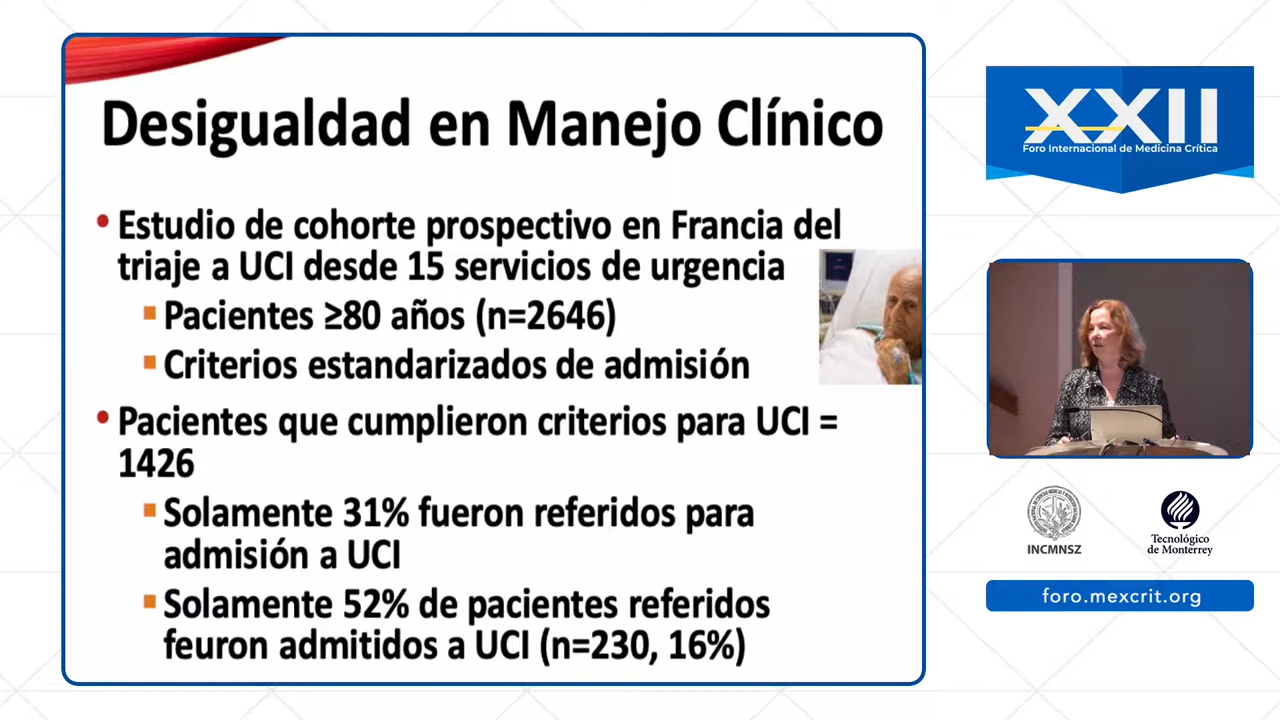 Desigualdad en Manejo Clínico
• Estudio de cohorte prospectivo en Francia del
triaje a UCI desde 15 servicios de urgencia
▪ Pacientes ≥80 años (n=2646)
▪ Criterios estandarizados de admisión
• Pacientes que cumplieron criterios para UCI =
1426
▪ Solamente 31% fueron referidos para
admisión a UCI
▪ Solamente 52% de pacientes referidos
feuron admitidos a UCI (n=230, 16%)
XXII
Foro Internacional de Medicina Crítica
INCMNSZ
Tecnológico
de Monterrey
foro.mexcrit.org